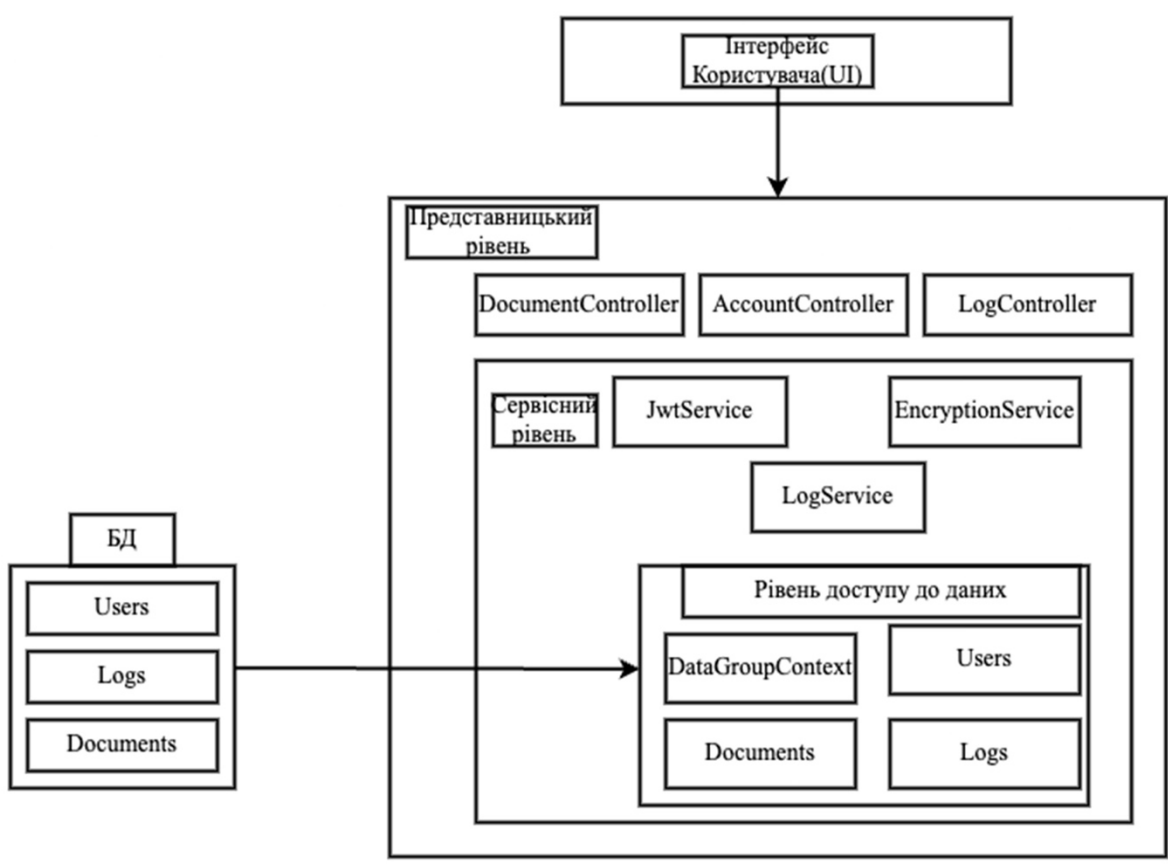 Інтерфейс
Користувача(UI)
Представницький
рівень
DocumentController
AccountController
LogController
Сервісний
рівень
JwtService
EncryptionService
LogService
БД
Users
Logs
Documents
Рівень доступу до даних
DataGroupContext
Users
Documents
Logs